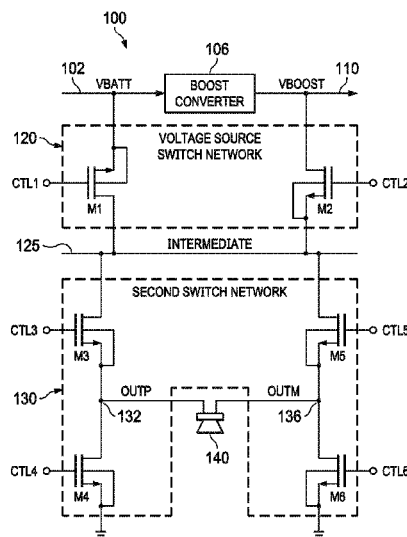 100
106
102
VBATT
BOOST
CONVERTER
VBOOST
110
120
VOLTAGE SOURCE
SWITCH NETWORK
CTL1
M1
M2
CTL2
125
INTERMEDIATE
SECOND SWITCH NETWORK
CTL3
M3
M5
CTL5
130
OUTP
OUTM
132
136
140
CTL4
M4
M6
CTL6